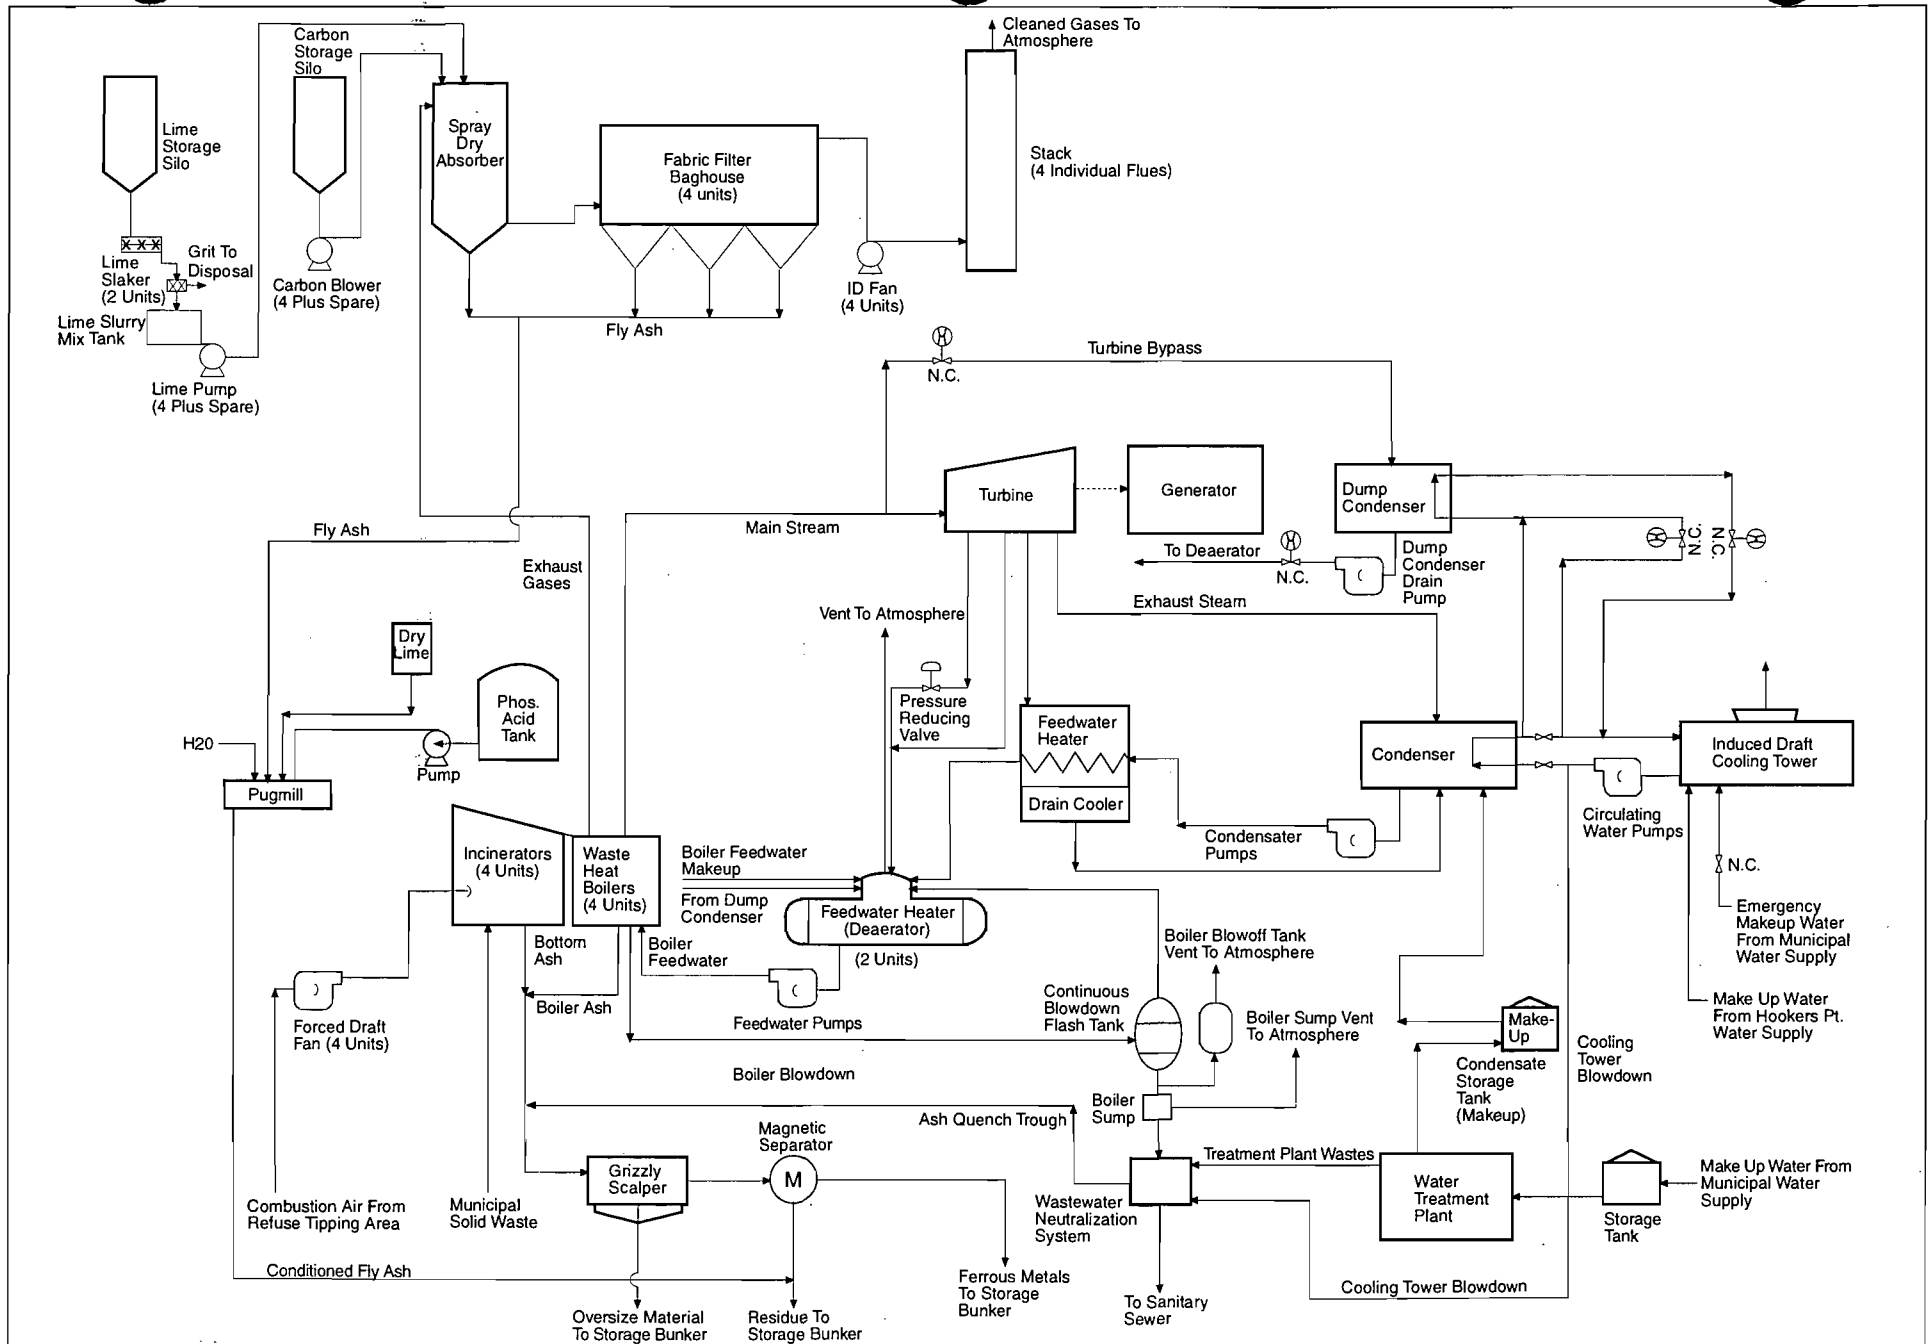 Cleaned Gases To
Atmosphere
Carbon
Storage
Silo
Lime
Storage
Silo
Spray
Dry
Absorber
Fabric Filter
Baghouse
(4 units)
Stack
(4 Individual Flues)
XXX
Lime
Slaker
(2 Units)
Grit To
Disposal
Carbon Blower
(4 Plus Spare)
ID Fan
(4 Units)
Lime Slurry
Mix Tank
Fly Ash
Lime Pump
(4 Plus Spare)
Turbine Bypass
N.C.
Turbine
Generator
Dump
Condenser
Main Stream
Fly Ash
Exhaust
Gases
To Deaerator
N.C.
Dump
Condenser
Drain
Pump
N.C.
N.C.
Exhaust Steam
Vent To Atmosphere
Dry
Lime
Phos.
Acid
Tank
Pressure
Reducing
Valve
Feedwater
Heater
Condenser
Induced Draft
Cooling Tower
H20
Pump
Pugmill
Drain Cooler
Circulating
Water Pumps
Condensater
Pumps
Incinerators
(4 Units)
Waste
Heat
Boilers
(4 Units)
Boiler Feedwater
Makeup
From Dump
Condenser
Feedwater Heater
(Deaerator)
(2 Units)
N.C.
Emergency
Makeup Water
From Municipal
Water Supply
Bottom
Ash
Boiler
Feedwater
Boiler Blowoff Tank
Vent To Atmosphere
Boiler Ash
Feedwater Pumps
Continuous
Blowdown
Flash Tank
Boiler Sump Vent
To Atmosphere
Make-
Up
Make Up Water
From Hookers Pt.
Water Supply
Forced Draft
Fan (4 Units)
Condensate
Storage
Tank
(Makeup)
Cooling
Tower
Blowdown
Boiler Blowdown
Boiler
Sump
Ash Quench Trough
Magnetic
Separator
Grizzly
Scalper
M
Treatment Plant Wastes
Water
Treatment
Plant
Make Up Water From
Municipal Water
Supply
Storage
Tank
Combustion Air From
Refuse Tipping Area
Municipal
Solid Waste
Wastewater
Neutralization
System
Conditioned Fly Ash
Ferrous Metals
To Storage
Bunker
Cooling Tower Blowdown
To Sanitary
Sewer
Oversize Material
To Storage Bunker
Residue To
Storage Bunker